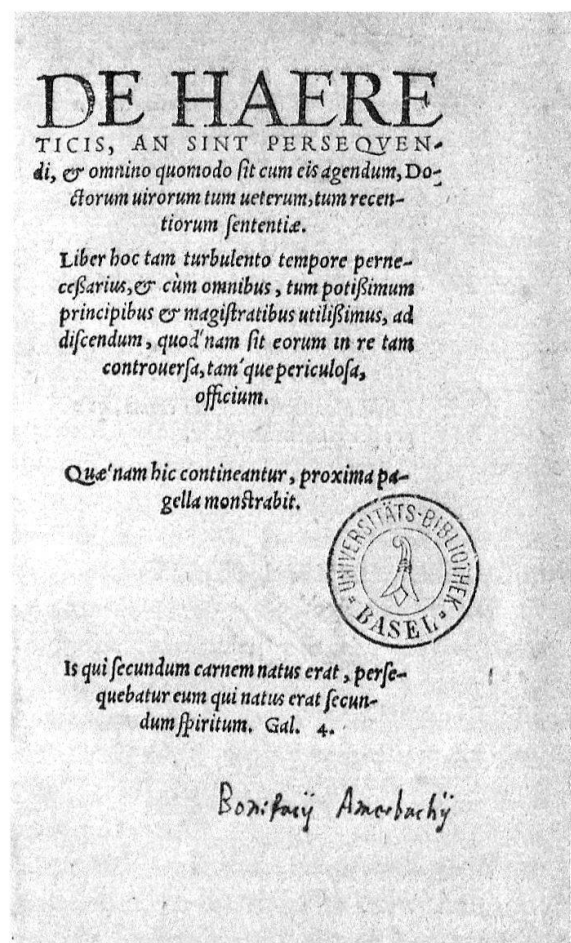 DE HAERE
TICIS, AN SINT PERSEQVEN-
di, & omnino quomodo sit cum eis agendum, Do-
ctorum uirorum tum ueterum, tum recen-
tiorum sententiæ.
Liber hoc tam turbulento tempore perne-
ceßarius, & cùm omnibus, tum potißimum
principibus & magistratibus utilißimus, ad
discendum, quod'nam sit eorum in re tam
controuersa, tam'que periculosa,
officium.
Quæ'nam hic contineantur, proxima pa-
gella monstrabit.
UNIVERSITÄTS-BIBLIOTHEK
BASEL
Is qui secundum carnem natus erat, perse-
quebatur eum qui natus erat secun-
dum spiritum. Gal. 4.
Bonifacij Amerbachij